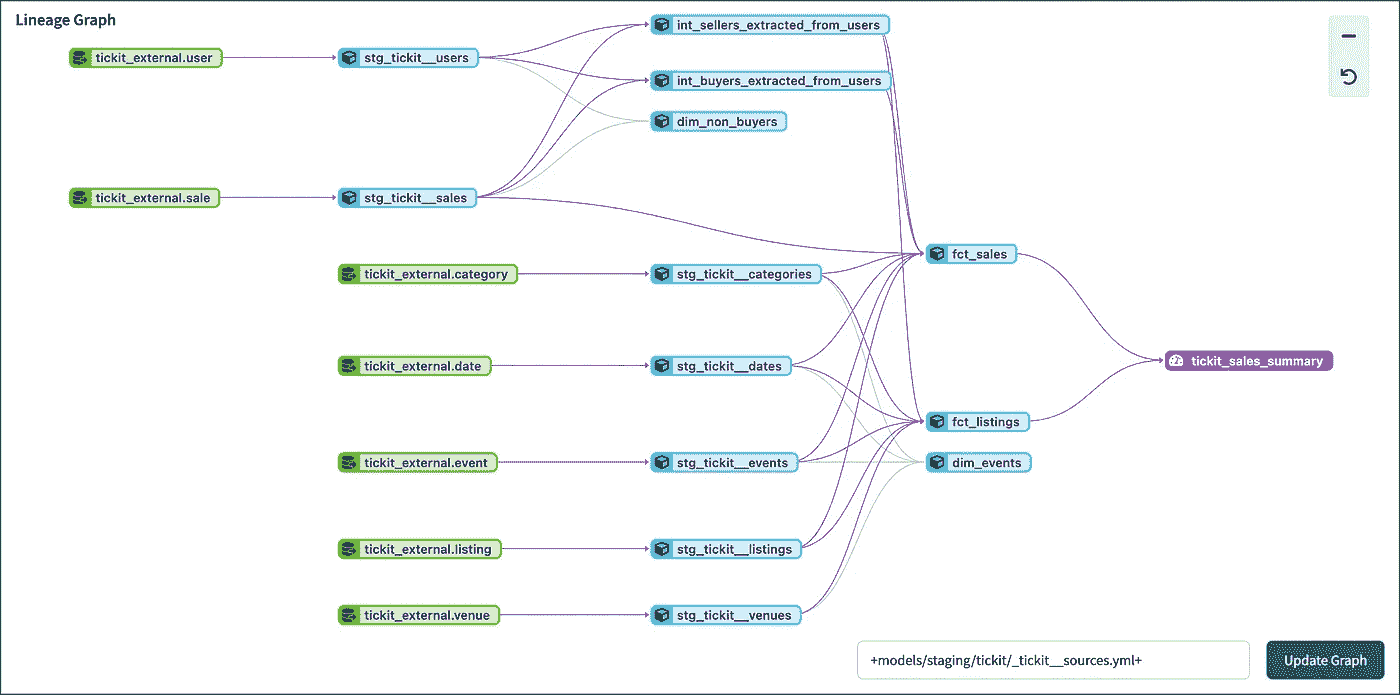 Lineage Graph
int_sellers_extracted_from_users
tickit_external.user
stg_tickit__users
int_buyers_extracted_from_users
dim_non_buyers
tickit_external.sale
stg_tickit__sales
fct_sales
tickit_external.category
stg_tickit__categories
tickit_sales_summary
tickit_external.date
stg_tickit__dates
fct_listings
tickit_external.event
stg_tickit__events
dim_events
tickit_external.listing
stg_tickit__listings
tickit_external.venue
stg_tickit__venues
+models/staging/tickit/_tickit__sources.yml+
Update Graph